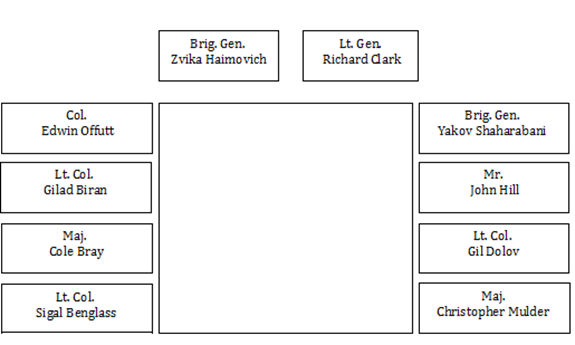 Brig. Gen.
Zvika Haimovich
Lt. Gen.
Richard Clark
Col.
Edwin Offutt
Brig. Gen.
Yakov Shaharabani
Lt. Col.
Gilad Biran
Mr.
John Hill
Maj.
Cole Bray
Lt. Col.
Gil Dolov
Lt. Col.
Sigal Benglass
Maj.
Christopher Mulder